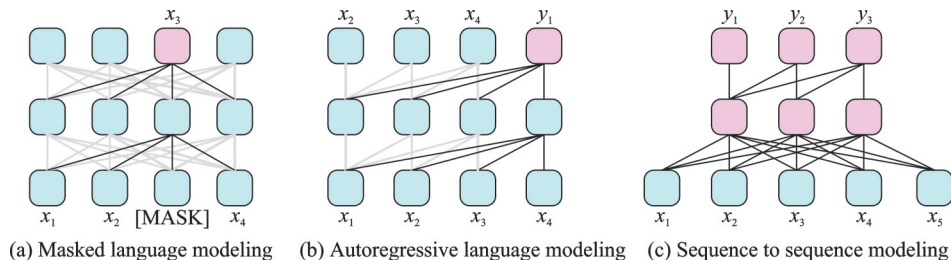 x₃ x₂ x₃ x₄ y₁ y₁ y₂ y₃
x₁ x₂ [MASK] x₄ x₁ x₂ x₃ x₄ x₁ x₂ x₃ x₄ x₅
(a) Masked language modeling (b) Autoregressive language modeling (c) Sequence to sequence modeling